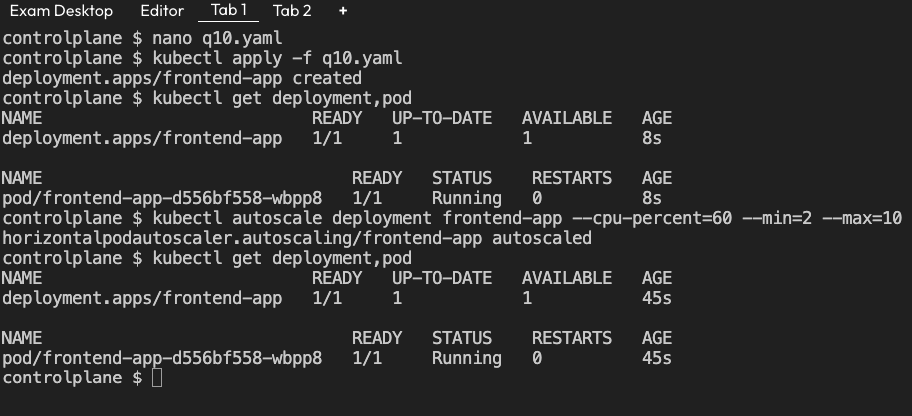 Exam Desktop Editor Tab 1 Tab 2 +
controlplane $ nano q10.yaml
controlplane $ kubectl apply -f q10.yaml
deployment.apps/frontend-app created
controlplane $ kubectl get deployment,pod
NAME READY UP-TO-DATE AVAILABLE AGE
deployment.apps/frontend-app 1/1 1 1 8s
NAME READY STATUS RESTARTS AGE
pod/frontend-app-d556bf558-wbpp8 1/1 Running 0 8s
controlplane $ kubectl autoscale deployment frontend-app --cpu-percent=60 --min=2 --max=10
horizontalpodautoscaler.autoscaling/frontend-app autoscaled
controlplane $ kubectl get deployment,pod
NAME READY UP-TO-DATE AVAILABLE AGE
deployment.apps/frontend-app 1/1 1 1 45s
NAME READY STATUS RESTARTS AGE
pod/frontend-app-d556bf558-wbpp8 1/1 Running 0 45s
controlplane $